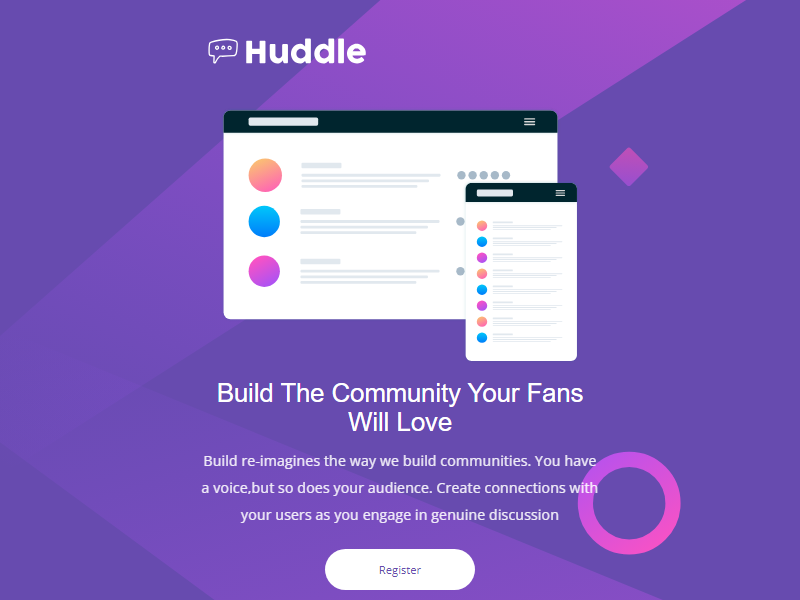 Huddle
Build The Community Your Fans
Will Love
Build re-imagines the way we build communities. You have
a voice,but so does your audience. Create connections with
your users as you engage in genuine discussion
Register